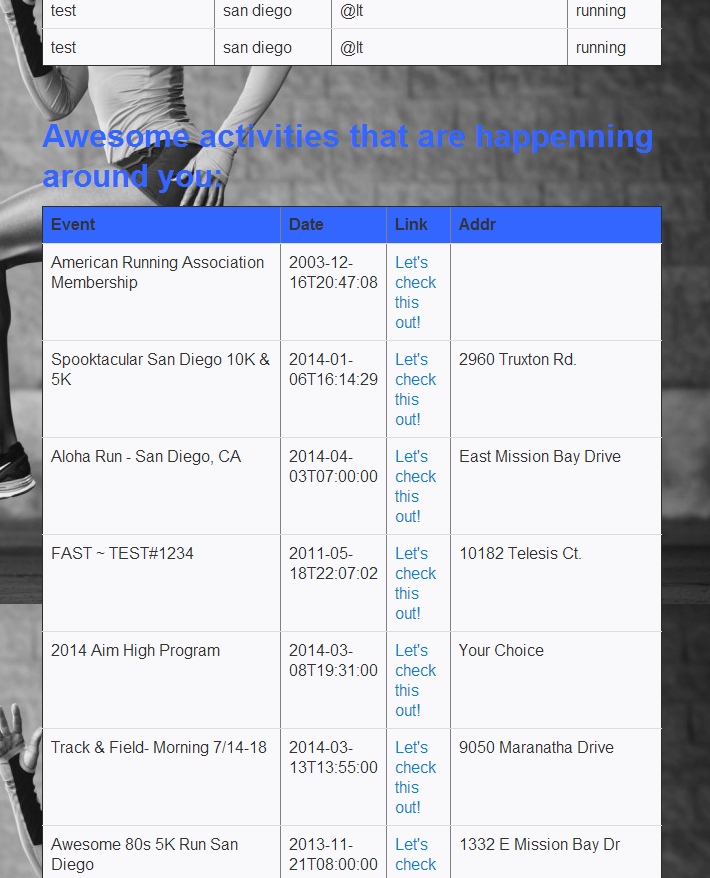 test san diego @lt running
test san diego @lt running
Awesome activities that are happenning
around you:
Event Date Link Addr
American Running Association 2003-12- Let's
Membership 16T20:47:08 check
this
out!
Spooktacular San Diego 10K & 2014-01- Let's 2960 Truxton Rd.
5K 06T16:14:29 check
this
out!
Aloha Run - San Diego, CA 2014-04- Let's East Mission Bay Drive
03T07:00:00 check
this
out!
FAST ~ TEST#1234 2011-05- Let's 10182 Telesis Ct.
18T22:07:02 check
this
out!
2014 Aim High Program 2014-03- Let's Your Choice
08T19:31:00 check
this
out!
Track & Field- Morning 7/14-18 2014-03- Let's 9050 Maranatha Drive
13T13:55:00 check
this
out!
Awesome 80s 5K Run San 2013-11- Let's 1332 E Mission Bay Dr
Diego 21T08:00:00 check